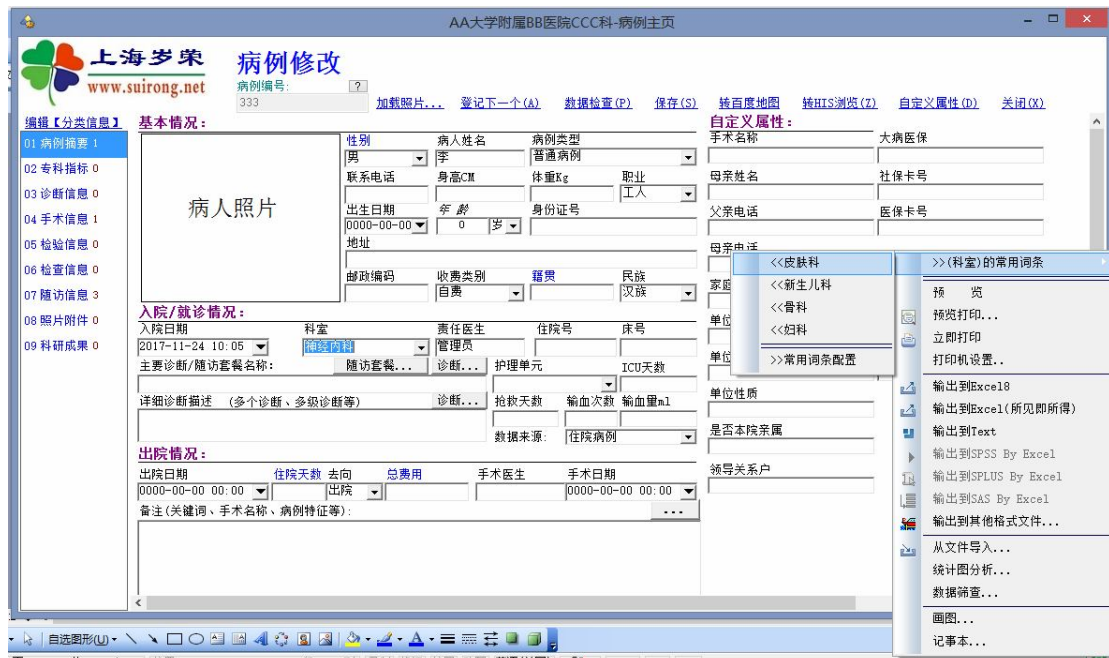 AA大学附属BB医院CCC科-病例主页
上海岁荣
www.suirong.net
病例修改
病例编号:
?
333
加载照片... 登记下一个(A) 数据检查(P) 保存(S) 转百度地图 转HIS浏览(Z) 自定义属性(D) 关闭(X)
编辑【分类信息】
01 病例摘要 1
02 专科指标 0
03 诊断信息 0
04 手术信息 1
05 检验信息 0
06 检查信息 0
07 随访信息 3
08 照片附件 0
09 科研成果 0
基本情况:
病人照片
性别 病人姓名 病例类型
男 李 普通病例
联系电话 身高CM 体重Kg 职业
工人
出生日期 年 龄 身份证号
0000-00-00 0 岁
地址
邮政编码 收费类别 籍贯 民族
自费 汉族
入院/就诊情况:
入院日期 科室 责任医生 住院号 床号
2017-11-24 10:05 神经内科 管理员
主要诊断/随访套餐名称: 随访套餐... 诊断... 护理单元 ICU天数
详细诊断描述 (多个诊断、多级诊断等) 诊断... 抢救天数 输血次数 输血量ml
数据来源: 住院病例
出院情况:
出院日期 住院天数 去向 总费用 手术医生 手术日期
0000-00-00 00:00 出院 0000-00-00 00:00
备注(关键词、手术名称、病例特征等): ...
自定义属性:
手术名称 大病医保
母亲姓名 社保卡号
父亲电话 医保卡号
母亲电话
家庭
单位
单位
单位性质
是否本院亲属
领导关系户
<<皮肤科
<<新生儿科
<<骨科
<<妇科
>>常用词条配置
>>(科室)的常用词条
预 览
预览打印...
立即打印
打印机设置..
输出到Excel8
输出到Excel(所见即所得)
输出到Text
输出到SPSS By Excel
输出到SPLUS By Excel
输出到SAS By Excel
输出到其他格式文件...
从文件导入...
统计图分析...
数据筛查...
画图...
记事本...
自选图形(U)